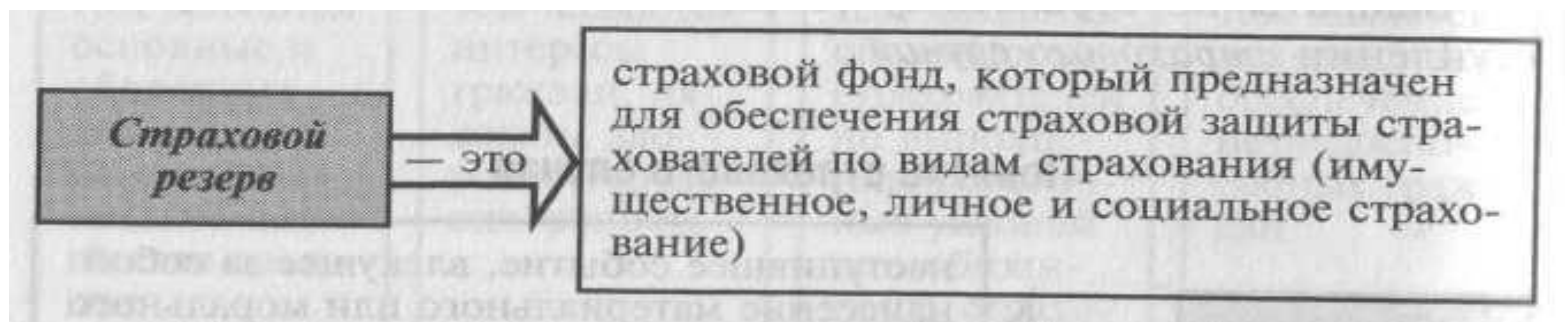 Страховой
резерв
— это
страховой фонд, который предназначен
для обеспечения страховой защиты стра-
хователей по видам страхования (иму-
щественное, личное и социальное страхо-
вание)